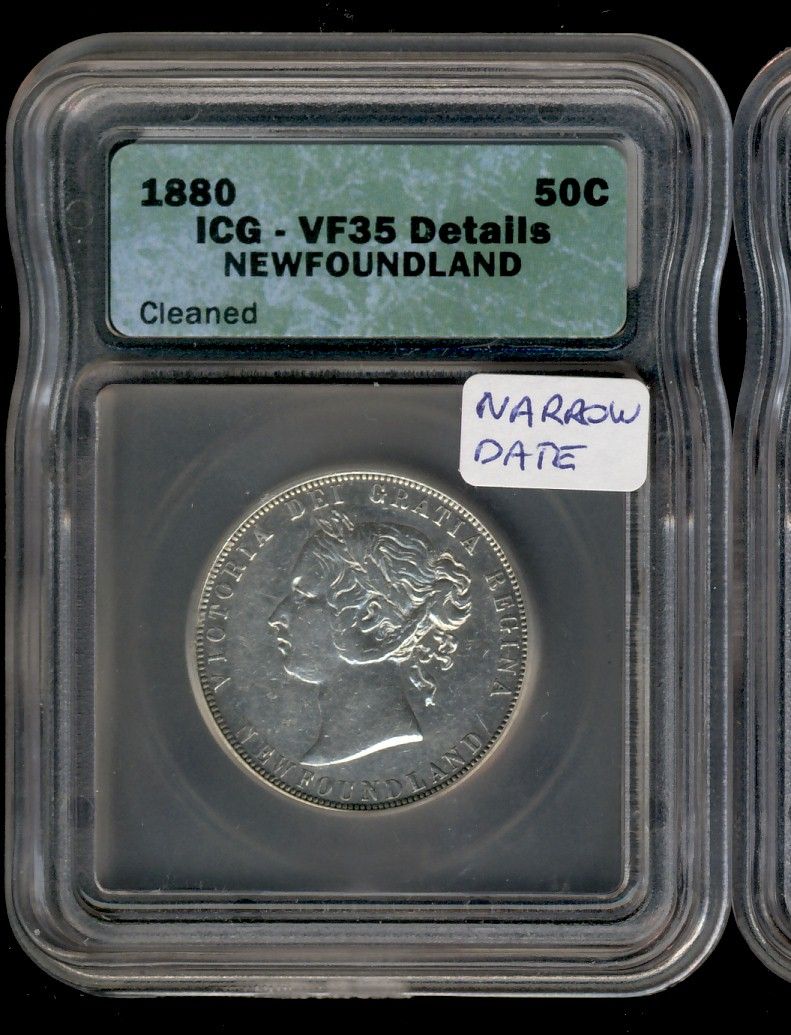 1880 50C
ICG - VF35 Details
NEWFOUNDLAND
Cleaned
NARROW
DATE
VICTORIA DEI GRATIA REGINA
NEWFOUNDLAND